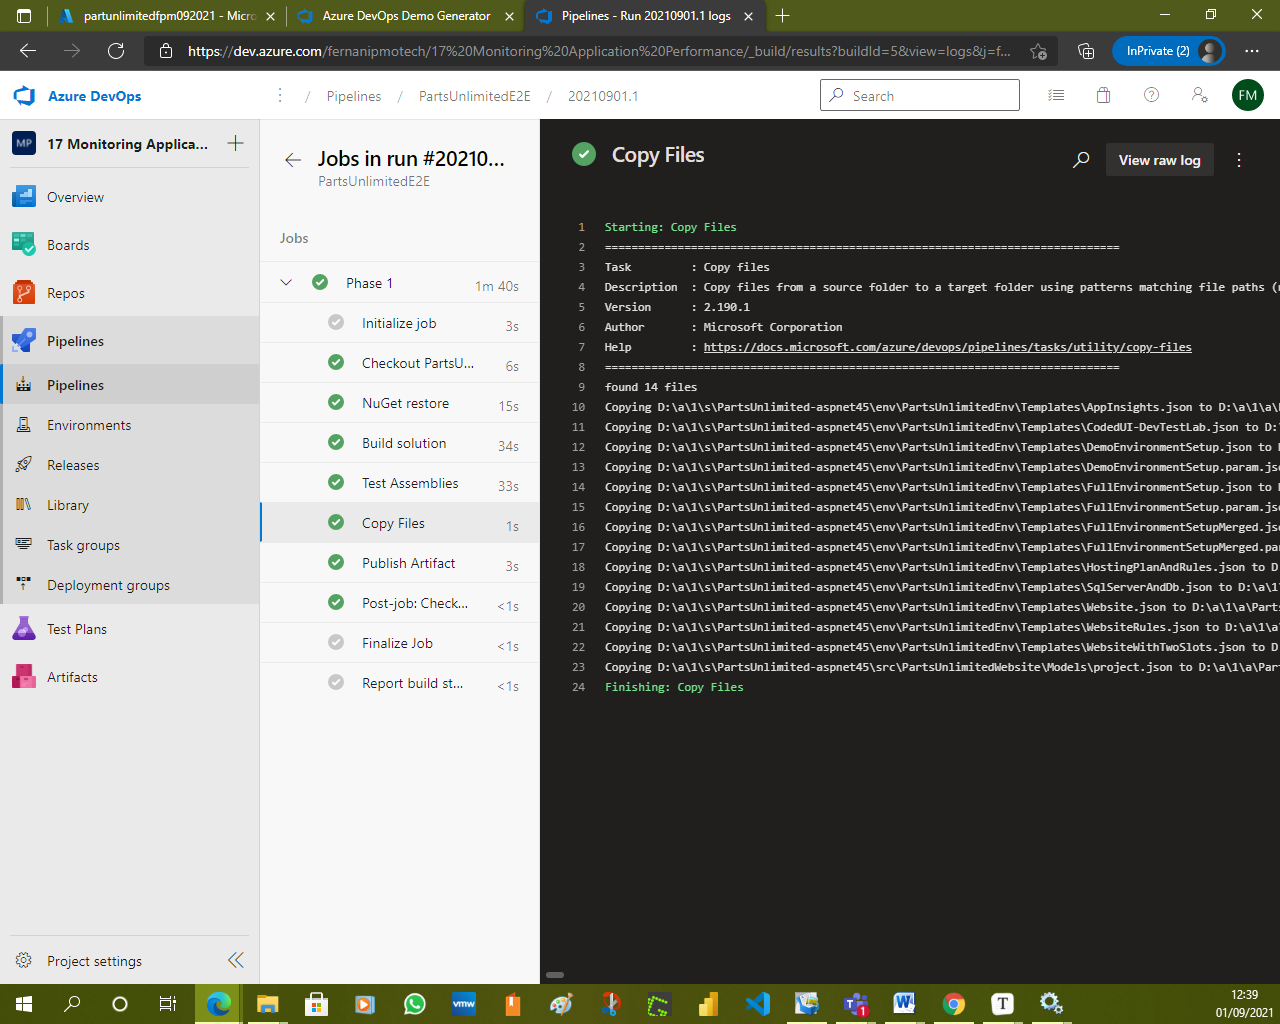 partunlimitedfpm092021 - Micro
Azure DevOps Demo Generator
Pipelines - Run 20210901.1 logs
https://dev.azure.com/fernanipmotech/17%20Monitoring%20Application%20Performance/_build/results?buildId=5&view=logs&j=f...
InPrivate (2)
Azure DevOps
/ Pipelines / PartsUnlimitedE2E / 20210901.1
Search
FM
MP
17 Monitoring Applica...
Overview
Boards
Repos
Pipelines
Pipelines
Environments
Releases
Library
Task groups
Deployment groups
Test Plans
Artifacts
Project settings
Jobs in run #20210...
PartsUnlimitedE2E
Jobs
Phase 1 1m 40s
Initialize job 3s
Checkout PartsU... 6s
NuGet restore 15s
Build solution 34s
Test Assemblies 33s
Copy Files 1s
Publish Artifact 3s
Post-job: Check... <1s
Finalize Job <1s
Report build st... <1s
Copy Files
View raw log
1 Starting: Copy Files
2 ==============================================================================
3 Task : Copy files
4 Description : Copy files from a source folder to a target folder using patterns matching file paths (
5 Version : 2.190.1
6 Author : Microsoft Corporation
7 Help : https://docs.microsoft.com/azure/devops/pipelines/tasks/utility/copy-files
8 ==============================================================================
9 found 14 files
10 Copying D:\a\1\s\PartsUnlimited-aspnet45\env\PartsUnlimitedEnv\Templates\AppInsights.json to D:\a\1\a\
11 Copying D:\a\1\s\PartsUnlimited-aspnet45\env\PartsUnlimitedEnv\Templates\CodedUI-DevTestLab.json to D:\
12 Copying D:\a\1\s\PartsUnlimited-aspnet45\env\PartsUnlimitedEnv\Templates\DemoEnvironmentSetup.json to
13 Copying D:\a\1\s\PartsUnlimited-aspnet45\env\PartsUnlimitedEnv\Templates\DemoEnvironmentSetup.param.jso
14 Copying D:\a\1\s\PartsUnlimited-aspnet45\env\PartsUnlimitedEnv\Templates\FullEnvironmentSetup.json to
15 Copying D:\a\1\s\PartsUnlimited-aspnet45\env\PartsUnlimitedEnv\Templates\FullEnvironmentSetup.param.jso
16 Copying D:\a\1\s\PartsUnlimited-aspnet45\env\PartsUnlimitedEnv\Templates\FullEnvironmentSetupMerged.jso
17 Copying D:\a\1\s\PartsUnlimited-aspnet45\env\PartsUnlimitedEnv\Templates\FullEnvironmentSetupMerged.par
18 Copying D:\a\1\s\PartsUnlimited-aspnet45\env\PartsUnlimitedEnv\Templates\HostingPlanAndRules.json to D
19 Copying D:\a\1\s\PartsUnlimited-aspnet45\env\PartsUnlimitedEnv\Templates\SqlServerAndDb.json to D:\a\1\
20 Copying D:\a\1\s\PartsUnlimited-aspnet45\env\PartsUnlimitedEnv\Templates\Website.json to D:\a\1\a\Parts
21 Copying D:\a\1\s\PartsUnlimited-aspnet45\env\PartsUnlimitedEnv\Templates\WebsiteRules.json to D:\a\1\a\
22 Copying D:\a\1\s\PartsUnlimited-aspnet45\env\PartsUnlimitedEnv\Templates\WebsiteWithTwoSlots.json to D
23 Copying D:\a\1\s\PartsUnlimited-aspnet45\src\PartsUnlimitedWebsite\Models\project.json to D:\a\1\a\Part
24 Finishing: Copy Files
vmw
1
T
12:39
01/09/2021